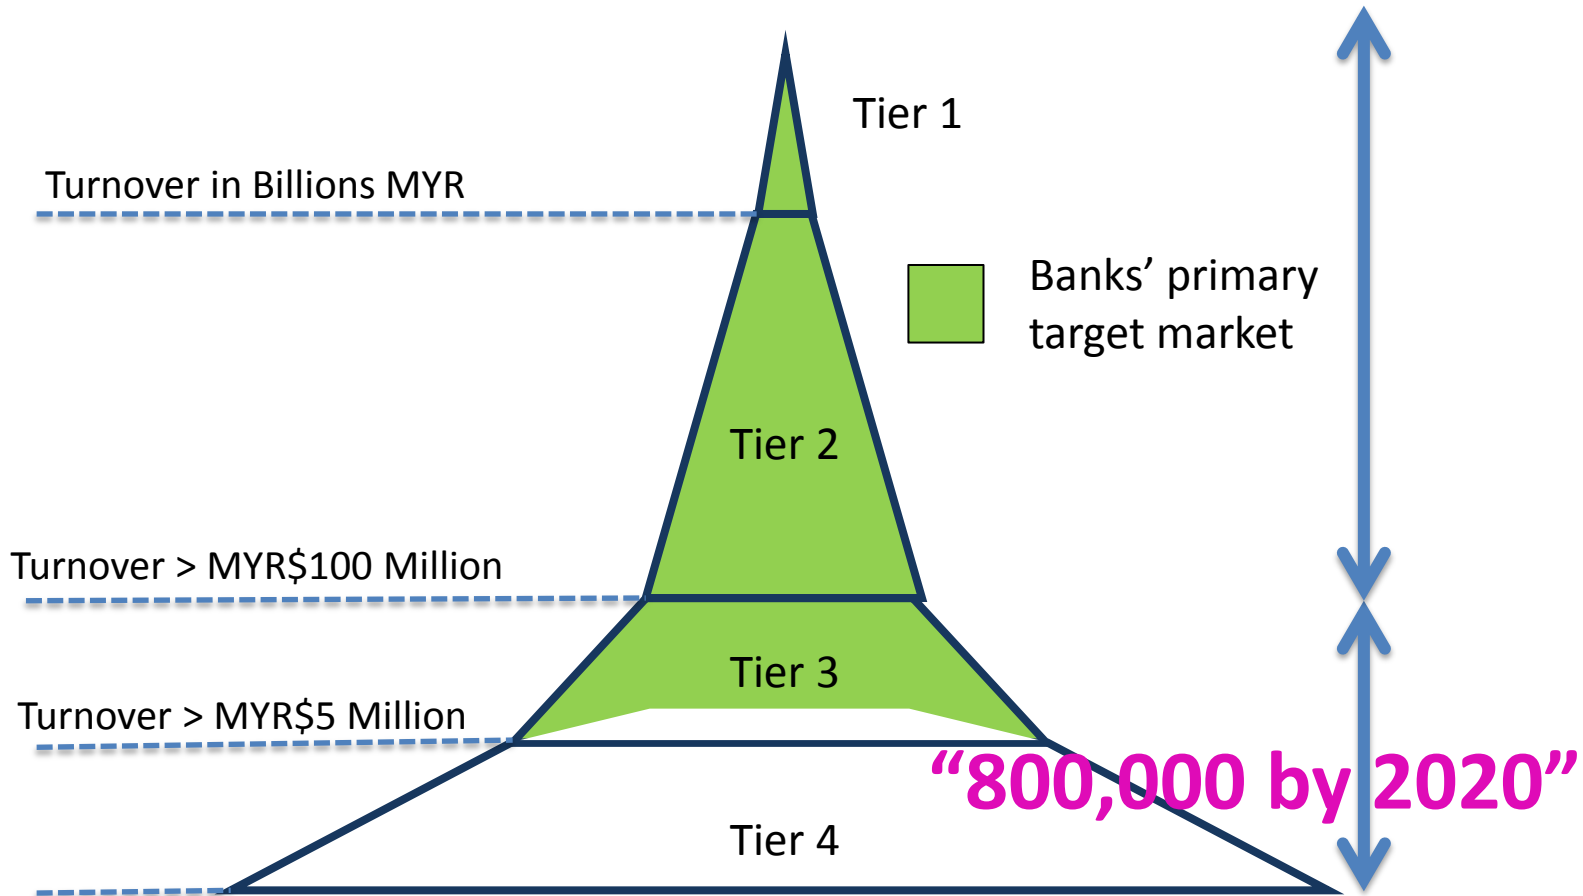 Tier 1
Turnover in Billions MYR
Banks’ primary
target market
Tier 2
Turnover > MYR$100 Million
Tier 3
Turnover > MYR$5 Million
“800,000 by 2020”
Tier 4